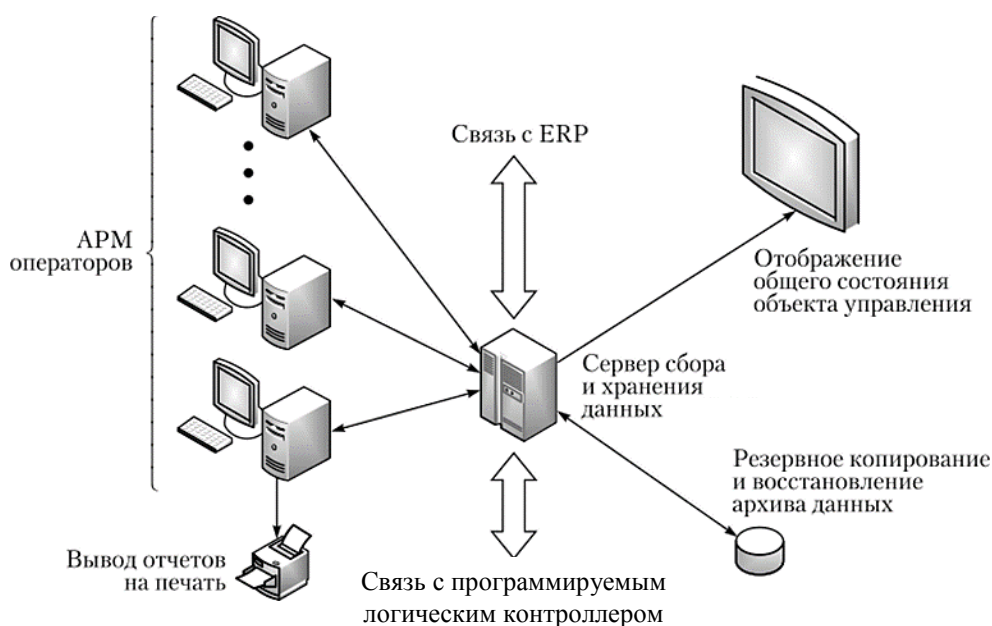 Связь с ERP
АРМ
операторов
Отображение
общего состояния
объекта управления
Сервер сбора
и хранения
данных
Резервное копирование
и восстановление
архива данных
Вывод отчетов
на печать
Связь с программируемым
логическим контроллером